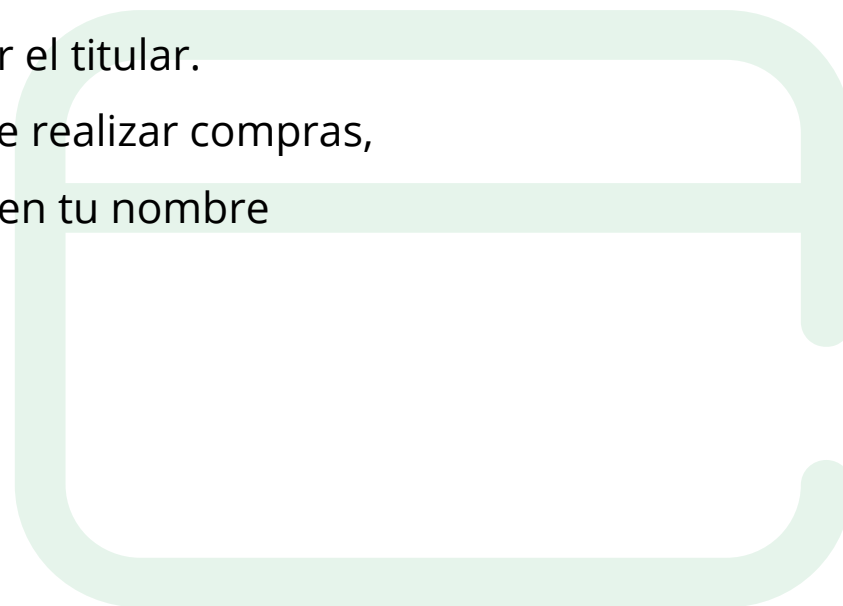 r el titular.
e realizar compras,
en tu nombre